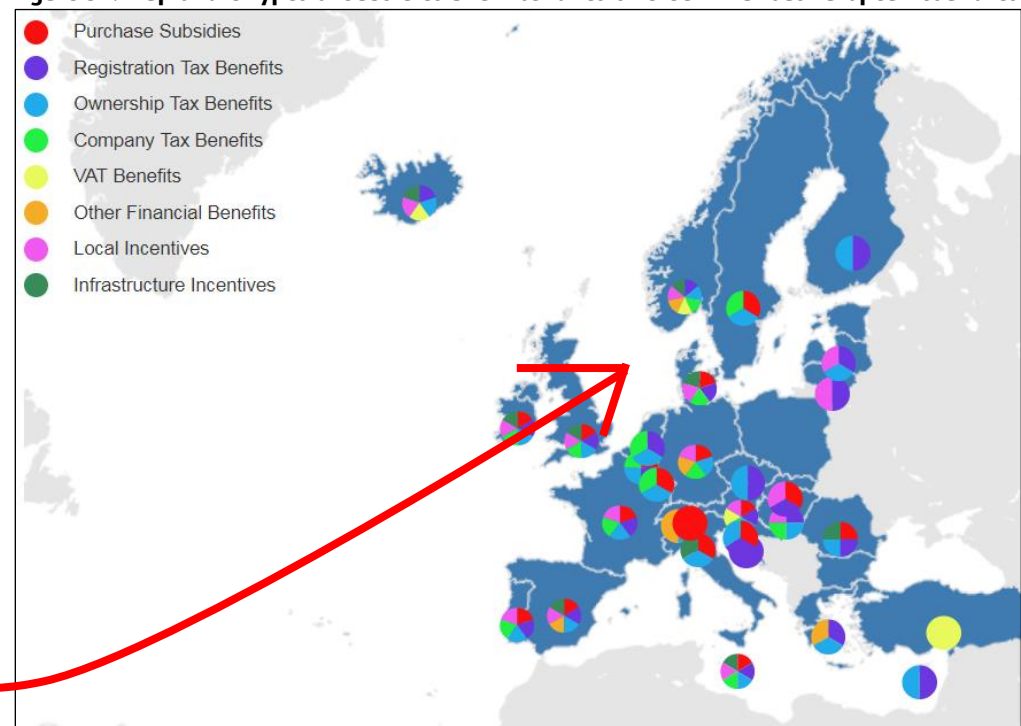 Purchase Subsidies
Registration Tax Benefits
Ownership Tax Benefits
Company Tax Benefits
VAT Benefits
Other Financial Benefits
Local Incentives
Infrastructure Incentives